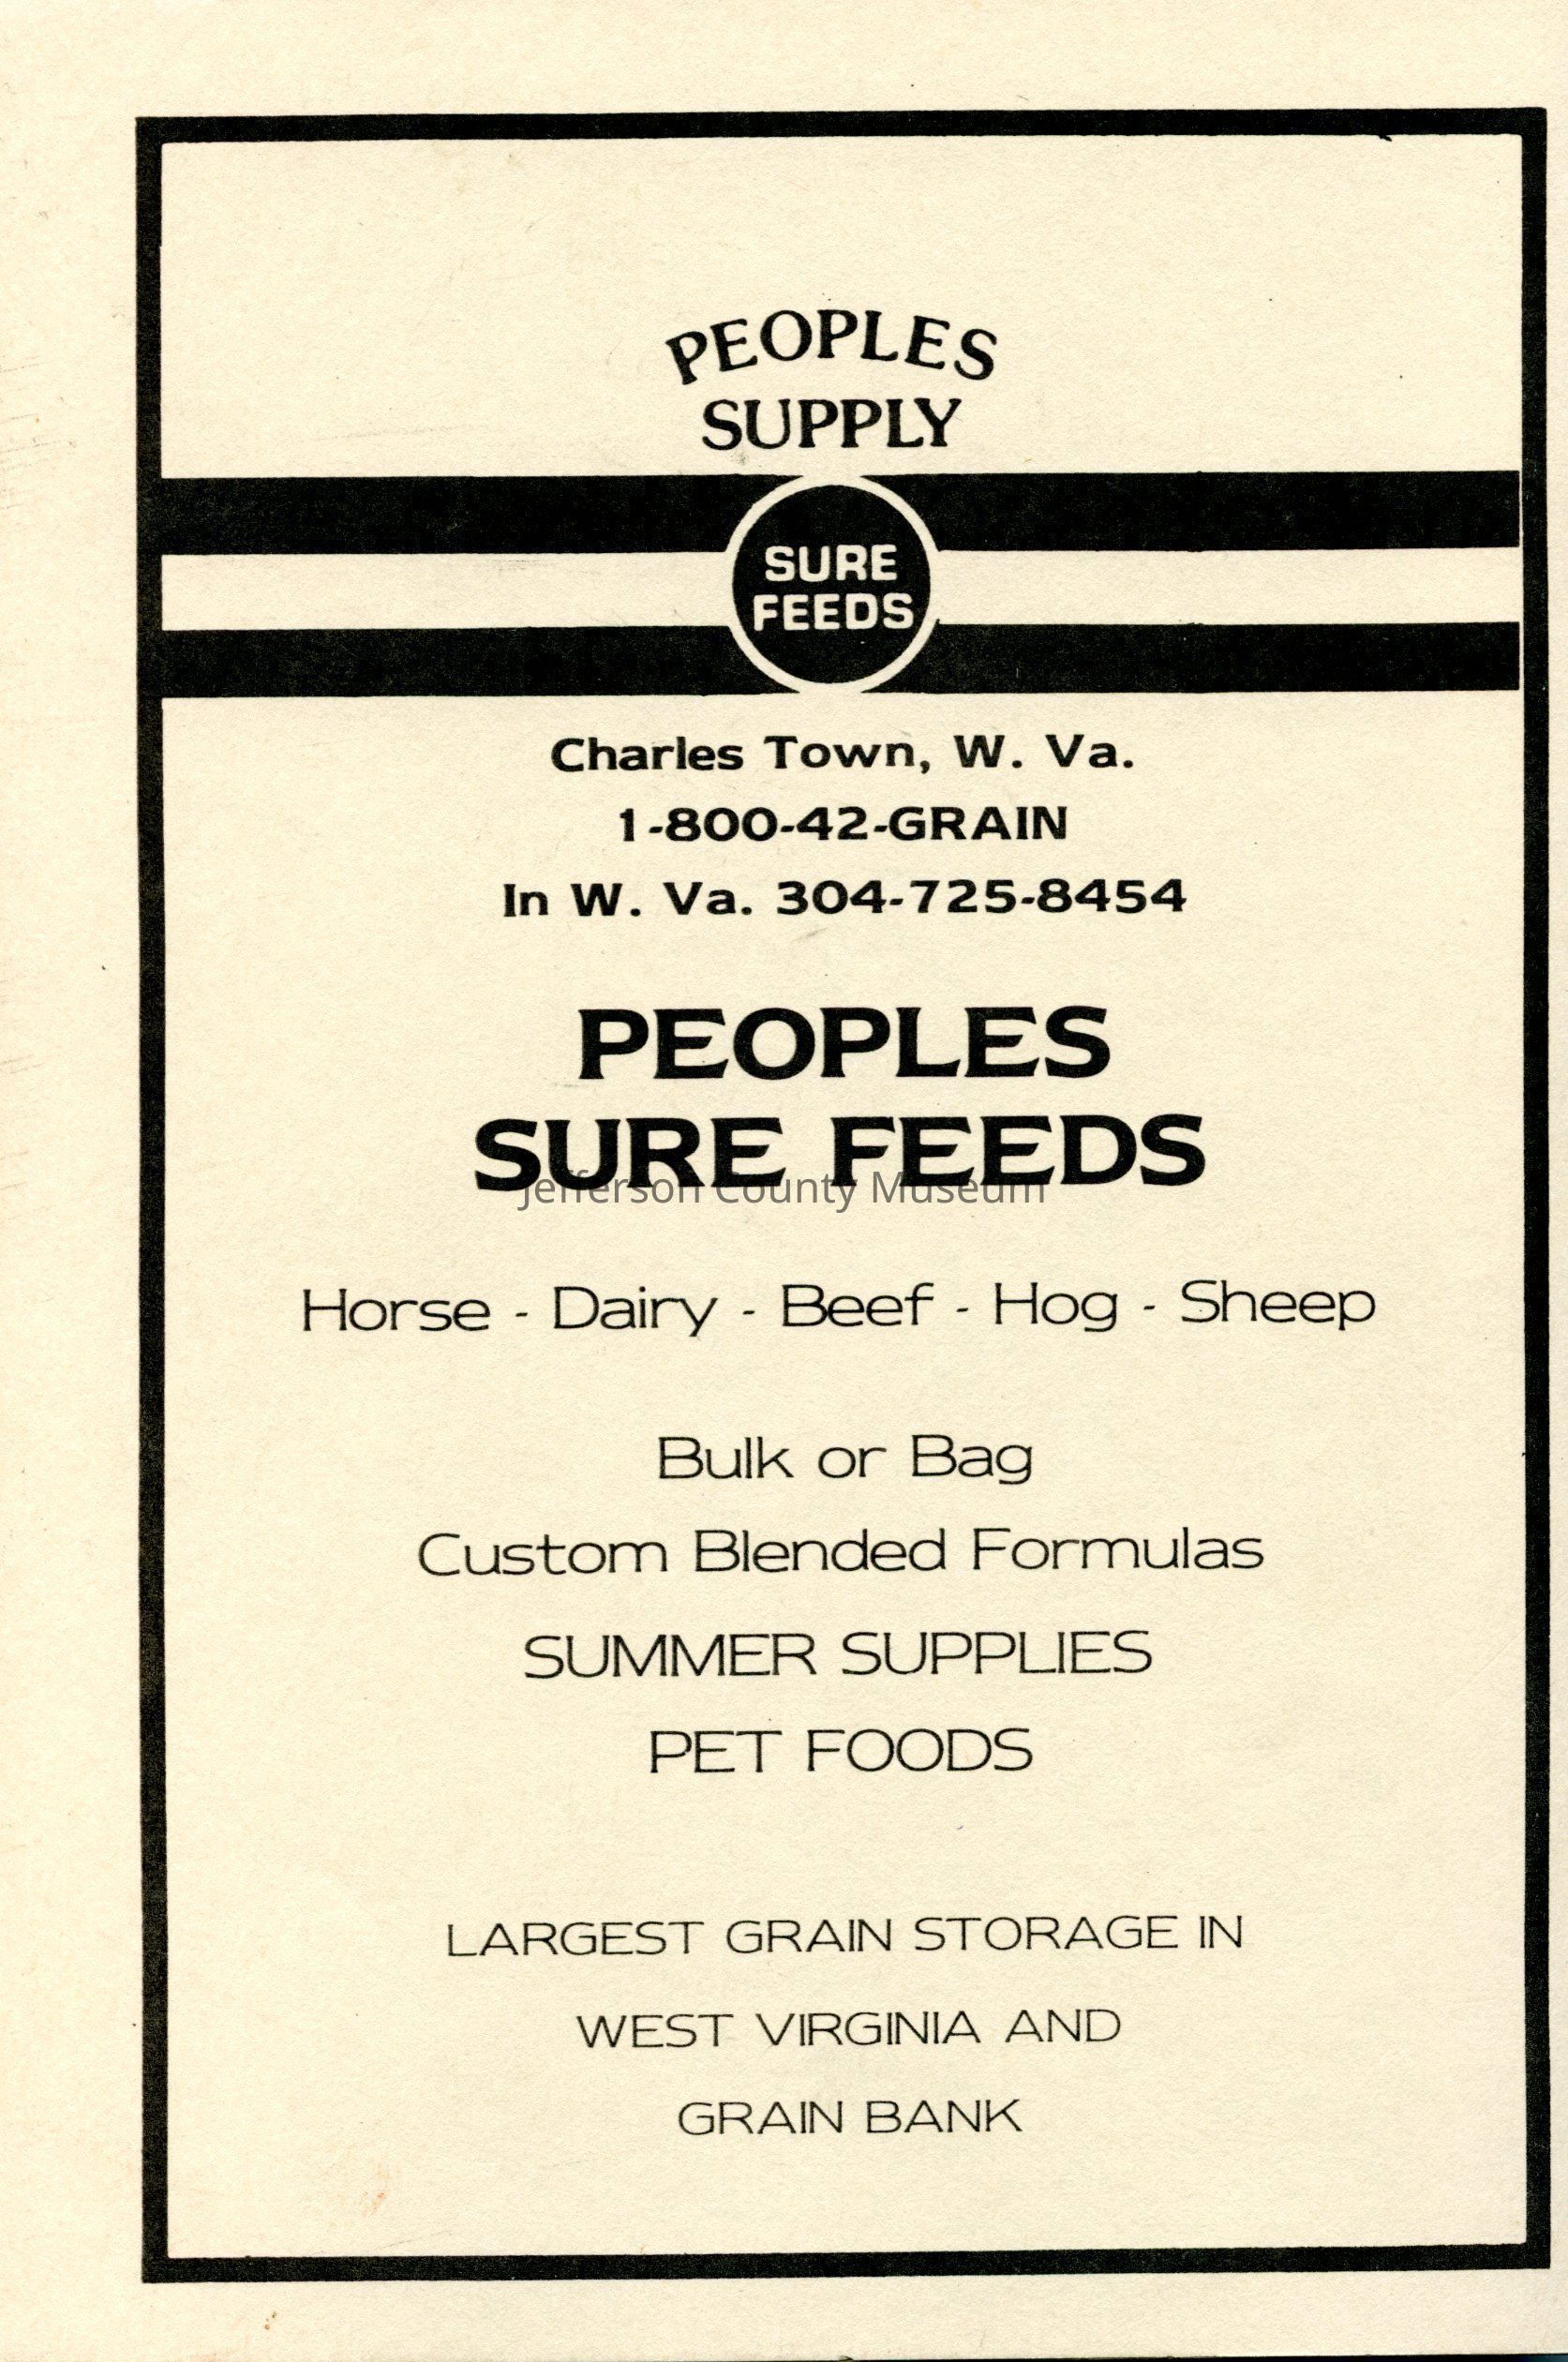 PEOPLES
SUPPLY
SURE
FEEDS
Charles Town, W. Va.
1-800-42-GRAIN
In W. Va. 304-725-8454
PEOPLES
SURE FEEDS
Jefferson County Museum
Horse - Dairy - Beef - Hog - Sheep
Bulk or Bag
Custom Blended Formulas
SUMMER SUPPLIES
PET FOODS
LARGEST GRAIN STORAGE IN
WEST VIRGINIA AND
GRAIN BANK